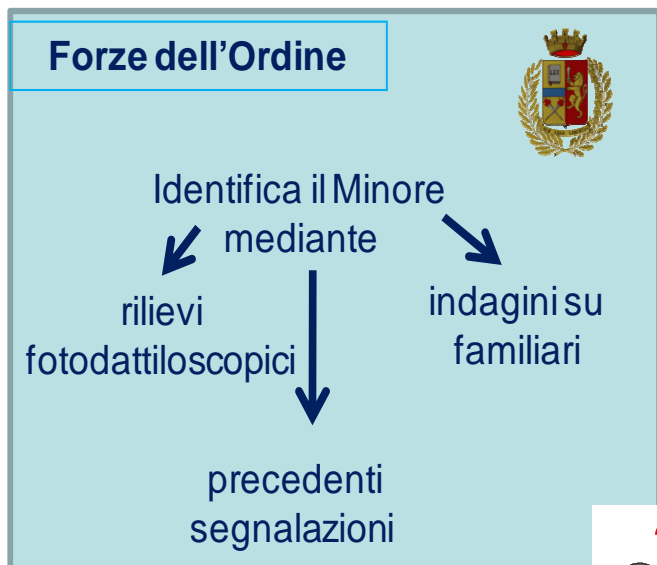 Forze dell'Ordine
Identifica il Minore
mediante
rilievi
fotodattiloscopici
indagini su
familiari
precedenti
segnalazioni